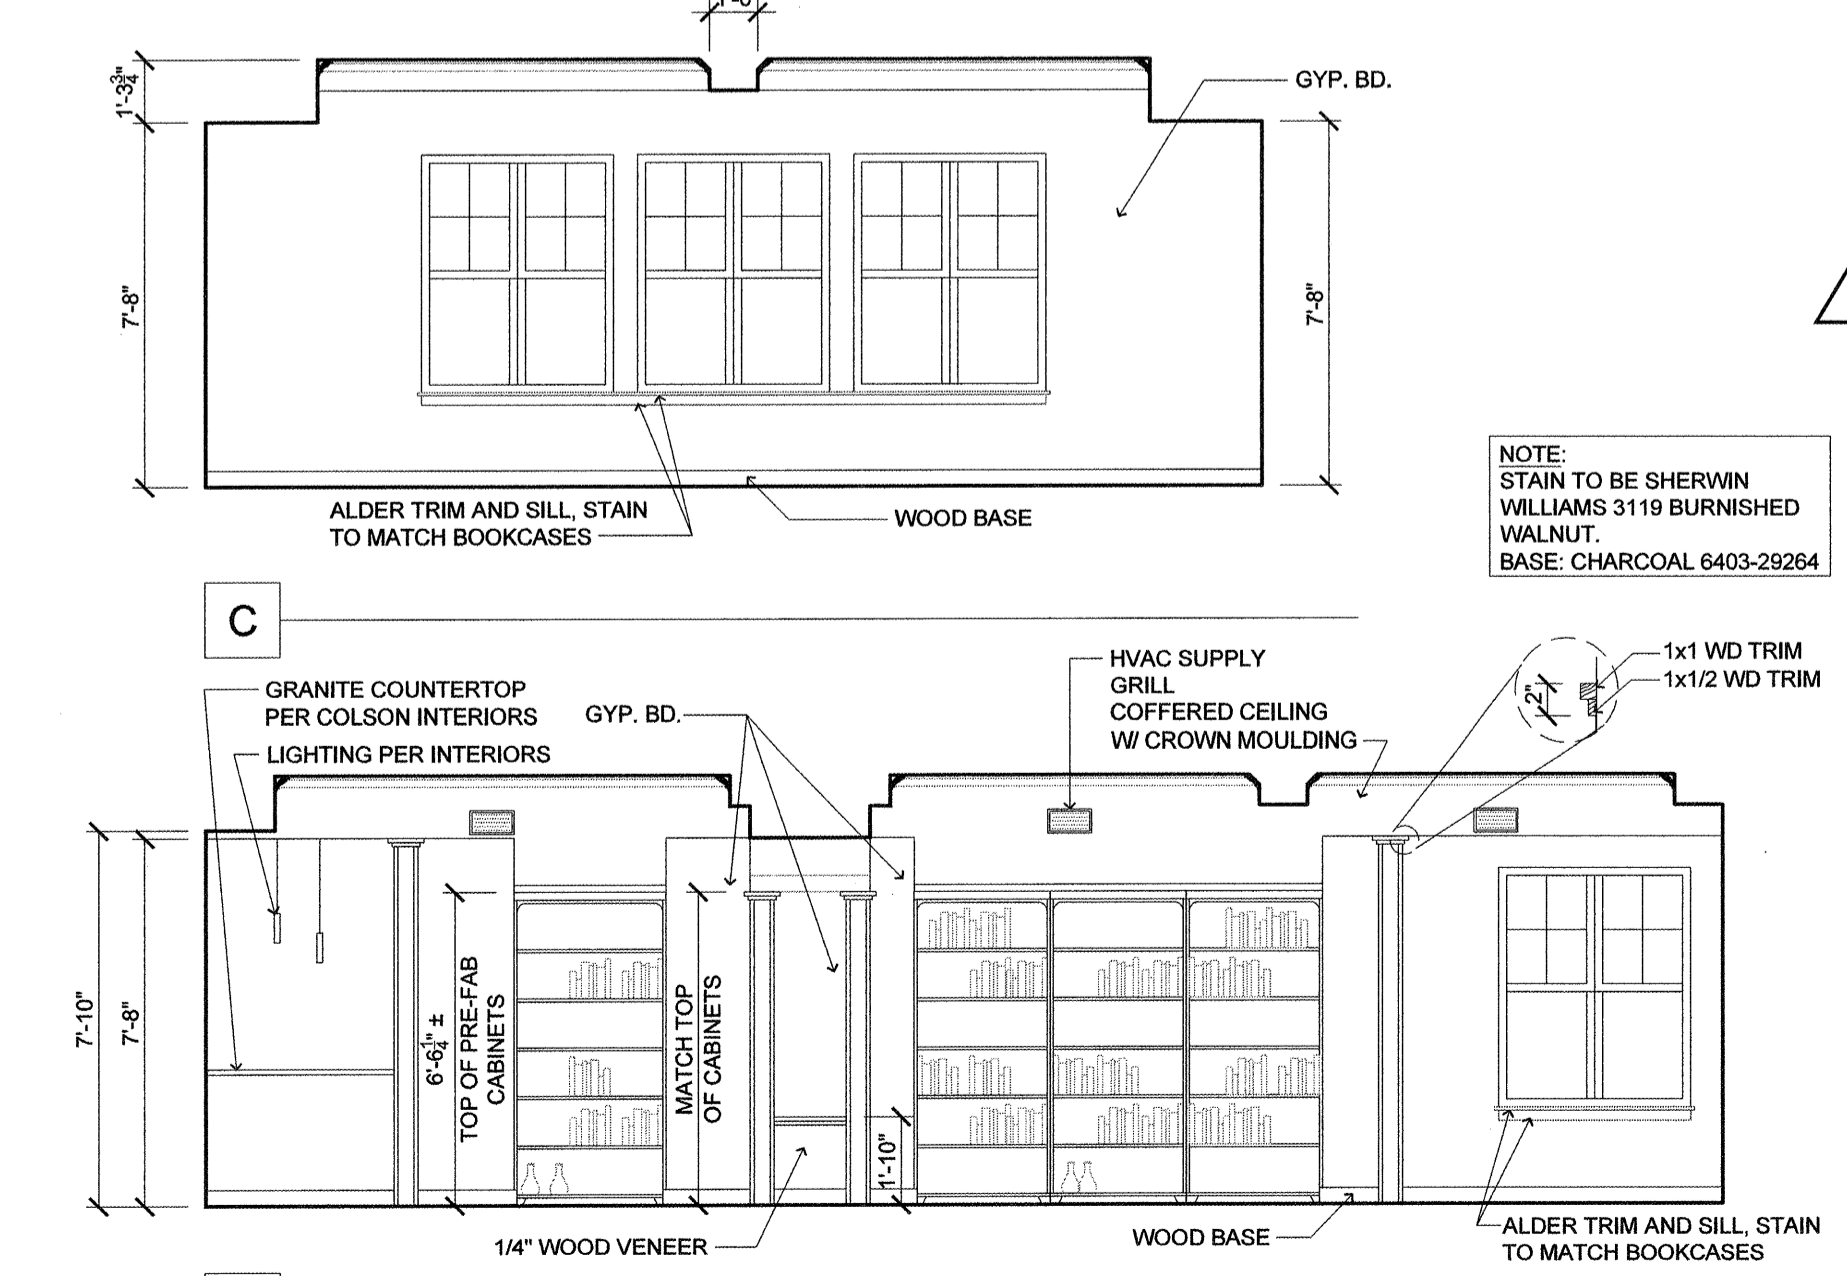 1'-3 3/4"
GYP. BD.
7'-8"
7'-8"
NOTE:
STAIN TO BE SHERWIN
WILLIAMS 3119 BURNISHED
WALNUT.
BASE: CHARCOAL 6403-29264
ALDER TRIM AND SILL, STAIN
TO MATCH BOOKCASES
WOOD BASE
C
HVAC SUPPLY
GRILL
COFFERED CEILING
W/ CROWN MOULDING
1x1 WD TRIM
1x1/2 WD TRIM
2"
GRANITE COUNTERTOP
PER COLSON INTERIORS
GYP. BD.
LIGHTING PER INTERIORS
7'-10"
7'-8"
6'-6 1/4" ±
TOP OF PRE-FAB
CABINETS
MATCH TOP
OF CABINETS
1'-10"
1/4" WOOD VENEER
WOOD BASE
ALDER TRIM AND SILL, STAIN
TO MATCH BOOKCASES